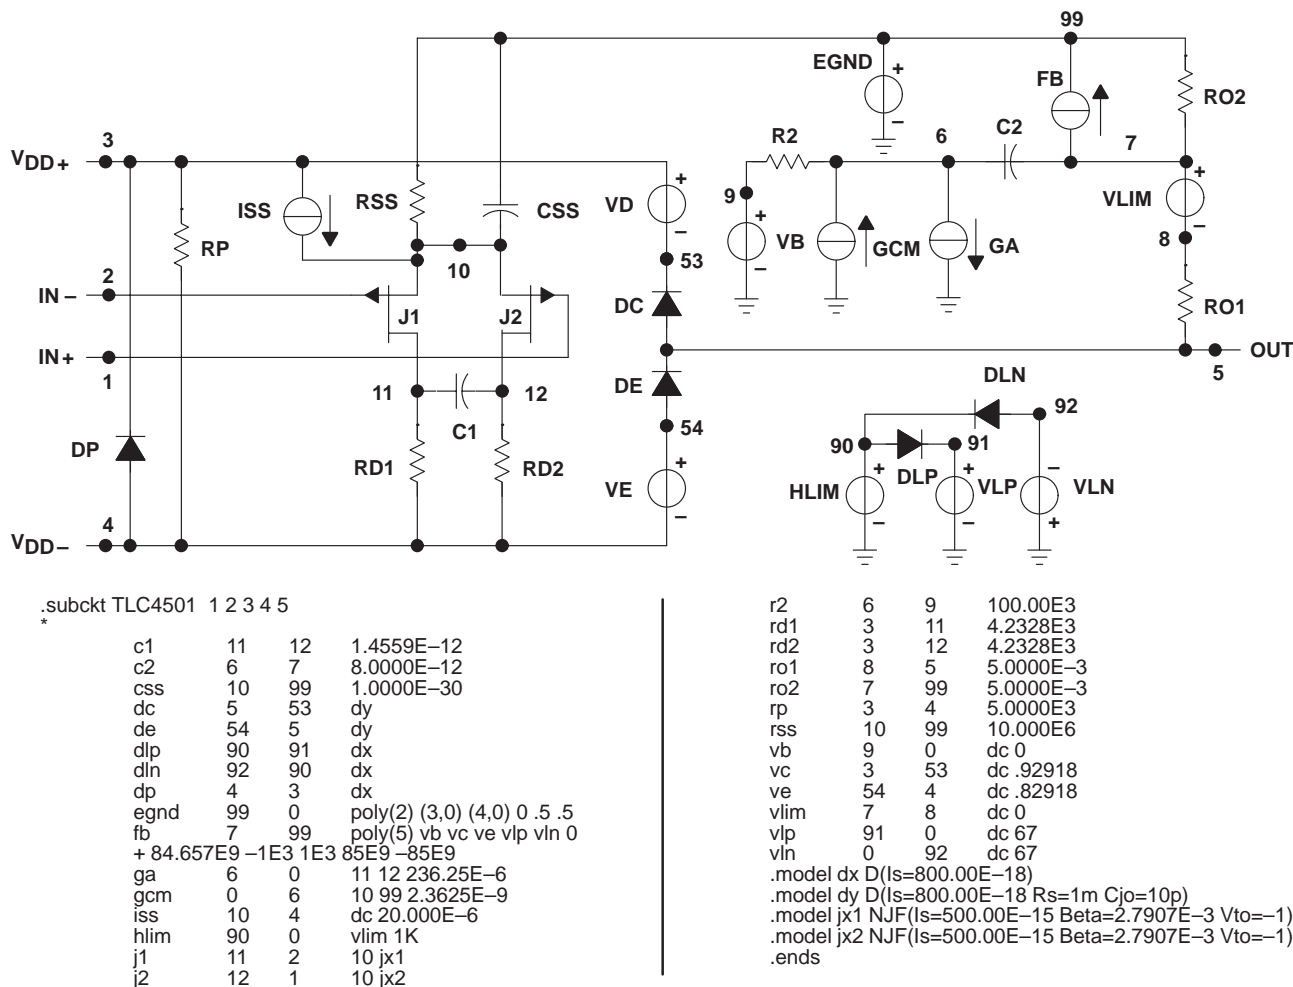 99
EGND
FB
RO2
3
VDD+
ISS
RSS
CSS
VD
R2
6
C2
7
9
VB
GCM
GA
VLIM
8
RP
10
53
2
IN –
J1
J2
DC
RO1
IN +
1
OUT
5
11
12
C1
DE
54
DLN
92
90
91
DP
RD1
RD2
VE
HLIM
DLP
VLP
VLN
4
VDD –
.subckt TLC4501 1 2 3 4 5
*
c1 11 12 1.4559E–12
c2 6 7 8.0000E–12
css 10 99 1.0000E–30
dc 5 53 dy
de 54 5 dy
dlp 90 91 dx
dln 92 90 dx
dp 4 3 dx
egnd 99 0 poly(2) (3,0) (4,0) 0 .5 .5
fb 7 99 poly(5) vb vc ve vlp vln 0
+ 84.657E9 –1E3 1E3 85E9 –85E9
ga 6 0 11 12 236.25E–6
gcm 0 6 10 99 2.3625E–9
iss 10 4 dc 20.000E–6
hlim 90 0 vlim 1K
j1 11 2 10 jx1
j2 12 1 10 jx2
r2 6 9 100.00E3
rd1 3 11 4.2328E3
rd2 3 12 4.2328E3
ro1 8 5 5.0000E–3
ro2 7 99 5.0000E–3
rp 3 4 5.0000E3
rss 10 99 10.000E6
vb 9 0 dc 0
vc 3 53 dc .92918
ve 54 4 dc .82918
vlim 7 8 dc 0
vlp 91 0 dc 67
vln 0 92 dc 67
.model dx D(Is=800.00E–18)
.model dy D(Is=800.00E–18 Rs=1m Cjo=10p)
.model jx1 NJF(Is=500.00E–15 Beta=2.7907E–3 Vto=–1)
.model jx2 NJF(Is=500.00E–15 Beta=2.7907E–3 Vto=–1)
.ends